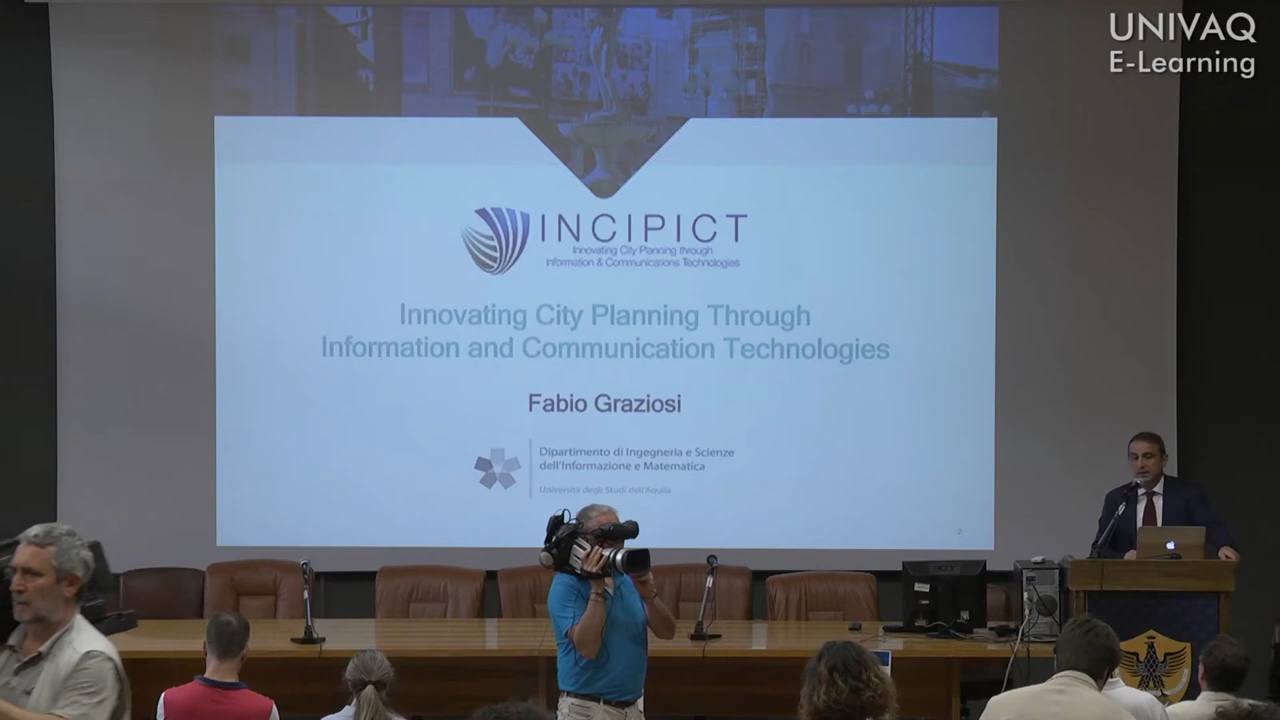 UNIVAQ
E-Learning
INCIPICT
Innovating City Planning through
Information & Communications Technologies
Innovating City Planning Through
Information and Communication Technologies
Fabio Graziosi
Dipartimento di Ingegneria e Scienze
dell'Informazione e Matematica
Università degli Studi dell'Aquila
2
acer